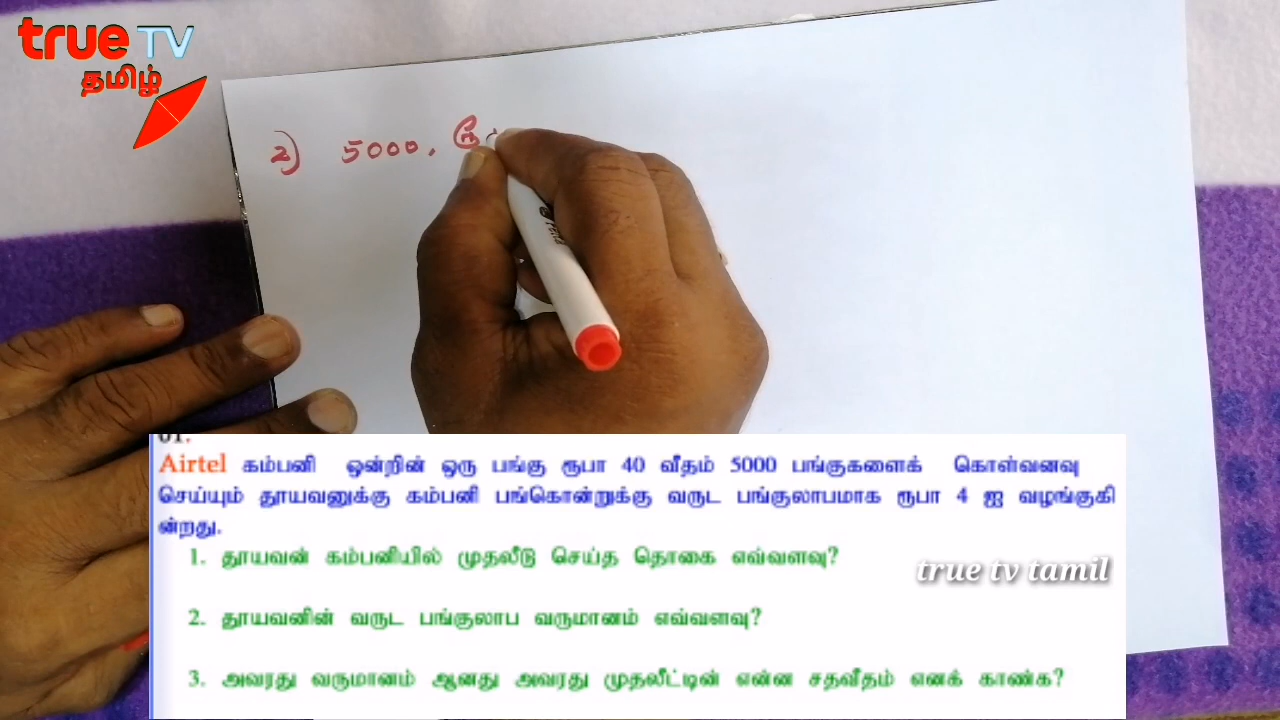 true TV
தமிழ்
2) 5000, ரூ
01.
Airtel கம்பனி ஒன்றின் ஒரு பங்கு ரூபா 40 வீதம் 5000 பங்குகளைக் கொள்வனவு
செய்யும் தூயவனுக்கு கம்பனி பங்கொன்றுக்கு வருட பங்குலாபமாக ரூபா 4 ஐ வழங்குகி
ன்றது.
1. தூயவன் கம்பனியில் முதலீடு செய்த தொகை எவ்வளவு?
true tv tamil
2. தூயவனின் வருட பங்குலாப வருமானம் எவ்வளவு?
3. அவரது வருமானம் ஆனது அவரது முதலீட்டின் என்ன சதவீதம் எனக் காண்க?